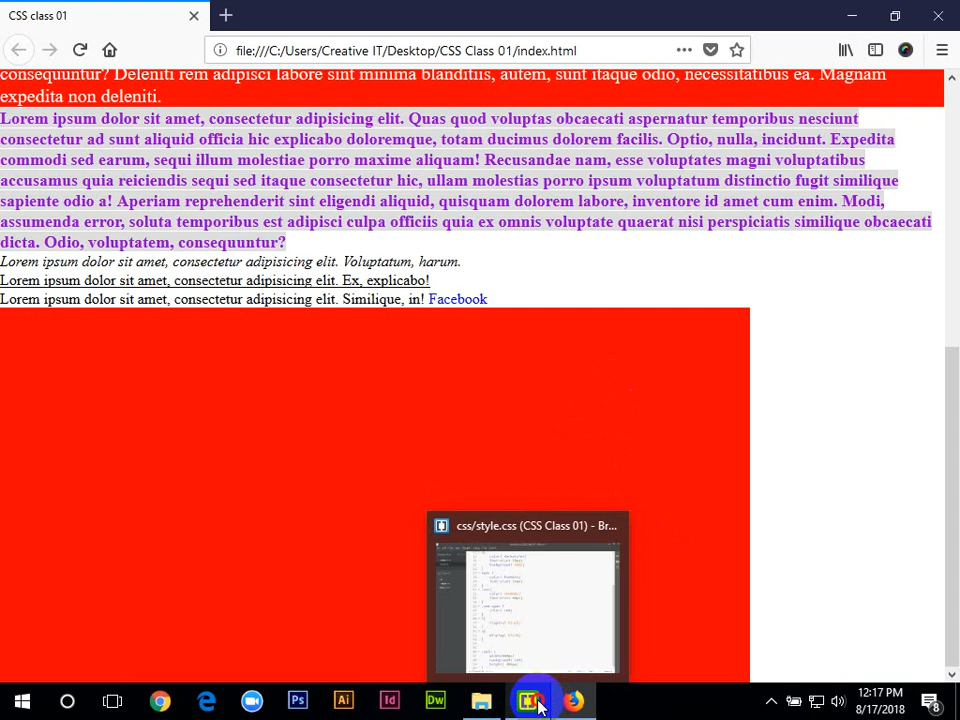 CSS class 01
file:///C:/Users/Creative IT/Desktop/CSS Class 01/index.html
consequuntur? Deleniti rem adipisci labore sint minima blanditiis, autem, sunt itaque odio, necessitatibus ea. Magnam
expedita non deleniti.
Lorem ipsum dolor sit amet, consectetur adipisicing elit. Quas quod voluptas obcaecati aspernatur temporibus nesciunt
consectetur ad sunt aliquid officia hic explicabo doloremque, totam ducimus dolorem facilis. Optio, nulla, incidunt. Expedita
commodi sed earum, sequi illum molestiae porro maxime aliquam! Recusandae nam, esse voluptates magni voluptatibus
accusamus quia reiciendis sequi sed itaque consectetur hic, ullam molestias porro ipsum voluptatum distinctio fugit similique
sapiente odio a! Aperiam reprehenderit sint eligendi aliquid, quisquam dolorem labore, inventore id amet cum enim. Modi,
assumenda error, soluta temporibus est adipisci culpa officiis quia ex omnis voluptate quaerat nisi perspiciatis similique obcaecati
dicta. Odio, voluptatem, consequuntur?
Lorem ipsum dolor sit amet, consectetur adipisicing elit. Voluptatum, harum.
Lorem ipsum dolor sit amet, consectetur adipisicing elit. Ex, explicabo!
Lorem ipsum dolor sit amet, consectetur adipisicing elit. Similique, in! Facebook
css/style.css (CSS Class 01) - Br...
Ps
Ai
Id
Dw
12:17 PM
8/17/2018
8